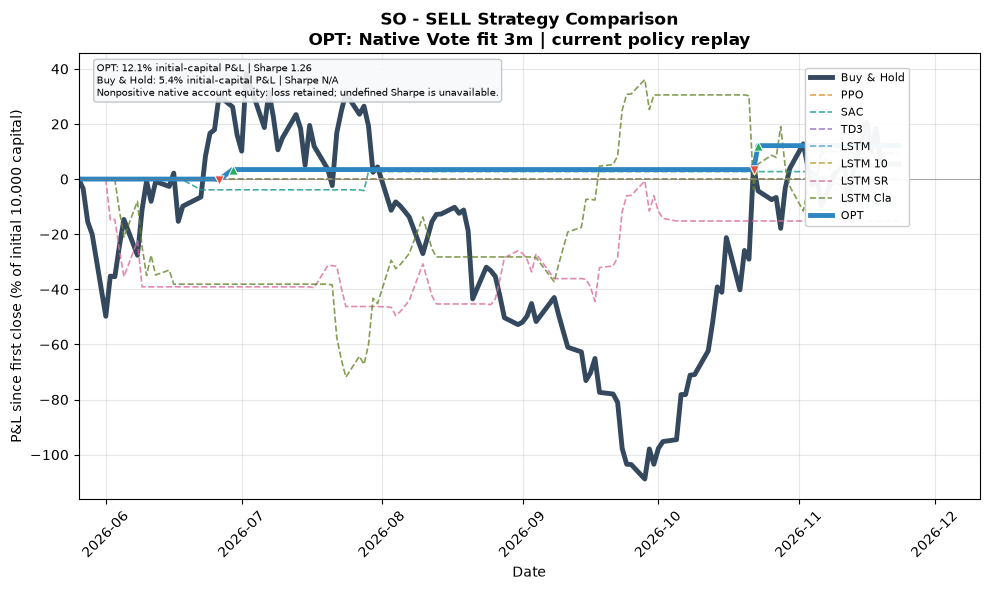 SO - SELL Strategy Comparison
OPT: Native Vote fit 3m | current policy replay
OPT: 12.1% initial-capital P&L | Sharpe 1.26
Buy & Hold: 5.4% initial-capital P&L | Sharpe N/A
Nonpositive native account equity: loss retained; undefined Sharpe is unavailable.
Buy & Hold
PPO
SAC
TD3
LSTM
LSTM 10
LSTM SR
LSTM Cla
OPT
P&L since first close (% of initial 10,000 capital)
40
20
0
−20
−40
−60
−80
−100
2026-06
2026-07
2026-08
2026-09
2026-10
2026-11
2026-12
Date